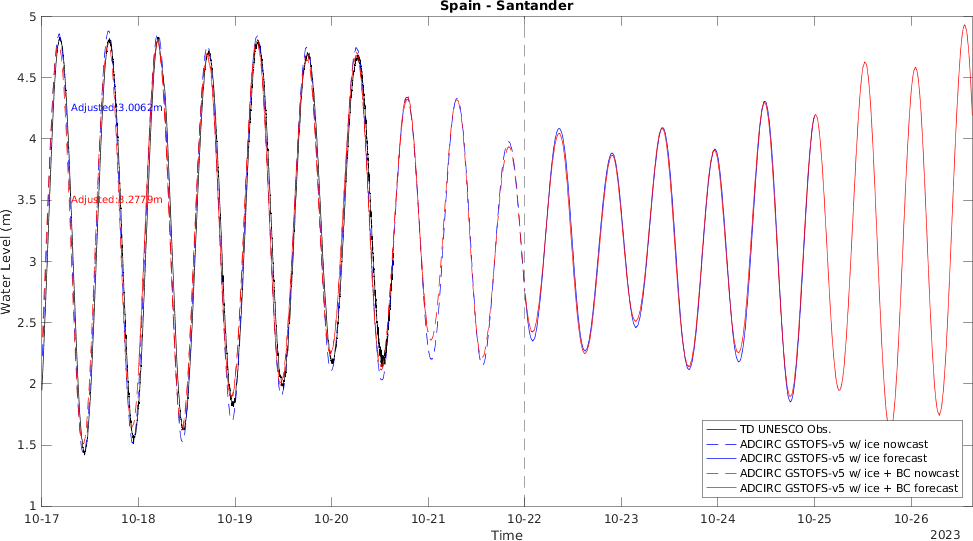 Spain - Santander
5
4.5
4
3.5
3
2.5
2
1.5
1
Water Level (m)
Adjusted:3.0062m
Adjusted:3.2779m
TD UNESCO Obs.
ADCIRC GSTOFS-v5 w/ ice nowcast
ADCIRC GSTOFS-v5 w/ ice forecast
ADCIRC GSTOFS-v5 w/ ice + BC nowcast
ADCIRC GSTOFS-v5 w/ ice + BC forecast
10-17 10-18 10-19 10-20 10-21 10-22 10-23 10-24 10-25 10-26
Time
2023